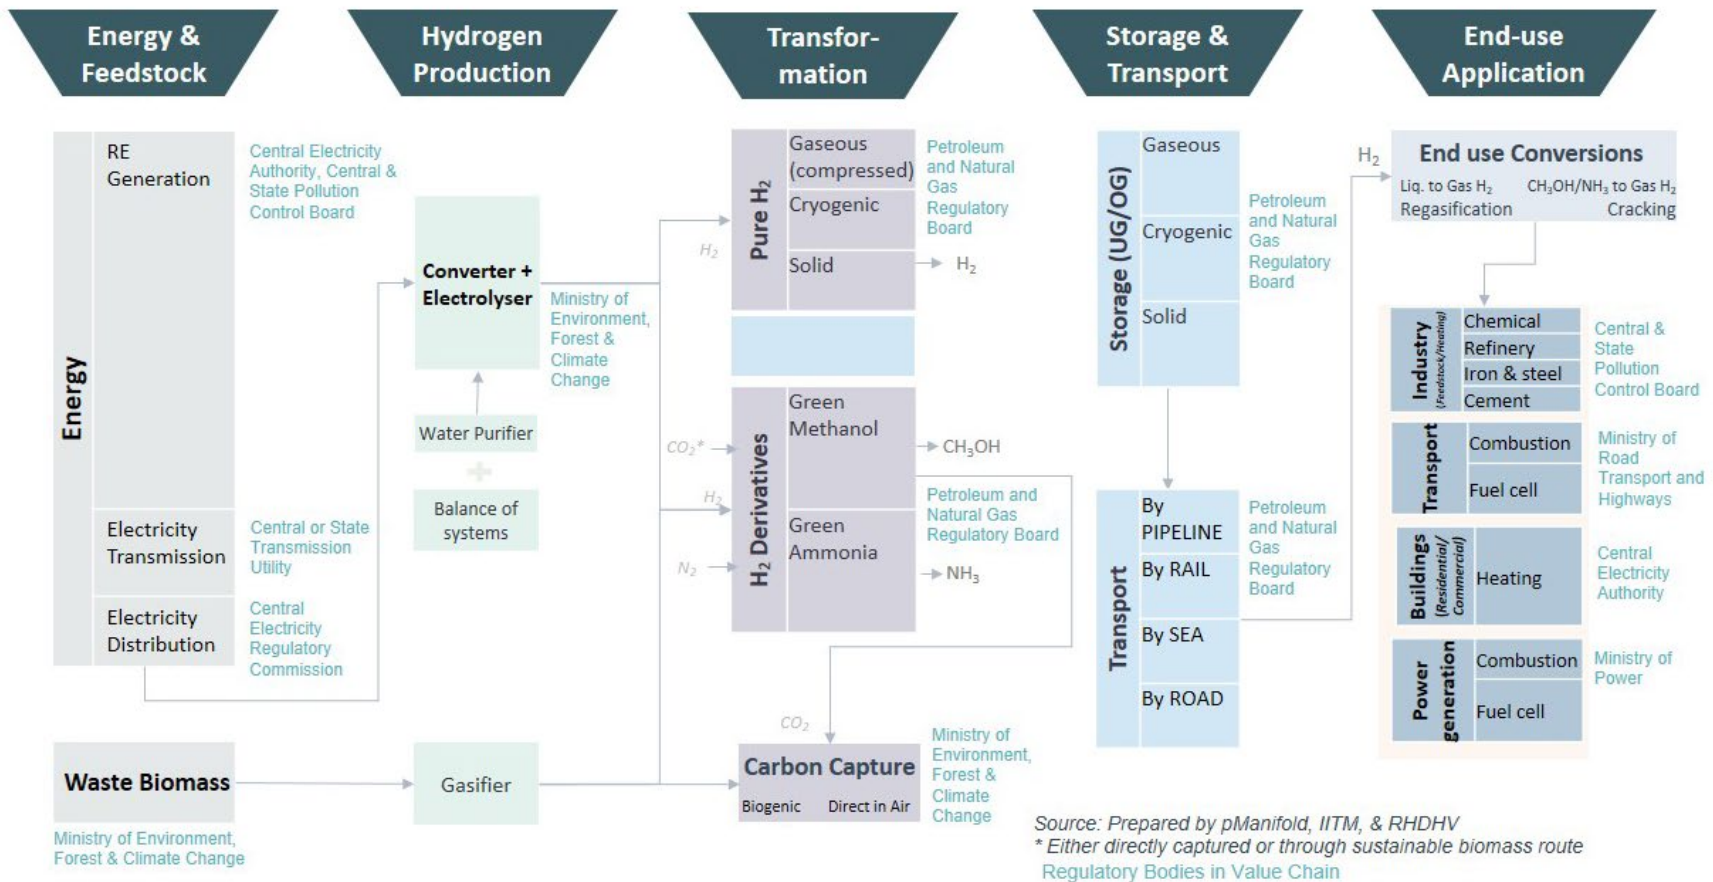 Energy &
Feedstock
Hydrogen
Production
Transfor-
mation
Storage &
Transport
End-use
Application
Energy
RE
Generation
Central Electricity
Authority, Central &
State Pollution
Control Board
Electricity
Transmission
Central or State
Transmission
Utility
Electricity
Distribution
Central
Electricity
Regulatory
Commission
Waste Biomass
Ministry of Environment,
Forest & Climate Change
Converter +
Electrolyser
Ministry of
Environment,
Forest &
Climate
Change
Water Purifier
+
Balance of
systems
Gasifier
H₂
Pure H₂
Gaseous
(compressed)
Cryogenic
Solid
H₂
Petroleum
and Natural
Gas
Regulatory
Board
CO₂*
H₂
N₂
H₂ Derivatives
Green
Methanol
CH₃OH
Petroleum and
Natural Gas
Regulatory Board
Green
Ammonia
NH₃
CO₂
Carbon Capture
Biogenic Direct in Air
Ministry of
Environment,
Forest &
Climate
Change
Storage (UG/OG)
Gaseous
Cryogenic
Solid
Petroleum
and Natural
Gas
Regulatory
Board
Transport
By
PIPELINE
By RAIL
By SEA
By ROAD
Petroleum
and Natural
Gas
Regulatory
Board
H₂
End use Conversions
Liq. to Gas H₂
Regasification
CH₃OH/NH₃ to Gas H₂
Cracking
Industry
(Feedstock/Heating)
Chemical
Refinery
Iron & steel
Cement
Central &
State
Pollution
Control Board
Transport
Combustion
Fuel cell
Ministry of
Road
Transport and
Highways
Buildings
(Residential/
Commercial)
Heating
Central
Electricity
Authority
Power
generation
Combustion
Fuel cell
Ministry of
Power
Source: Prepared by pManifold, IITM, & RHDHV
* Either directly captured or through sustainable biomass route
Regulatory Bodies in Value Chain